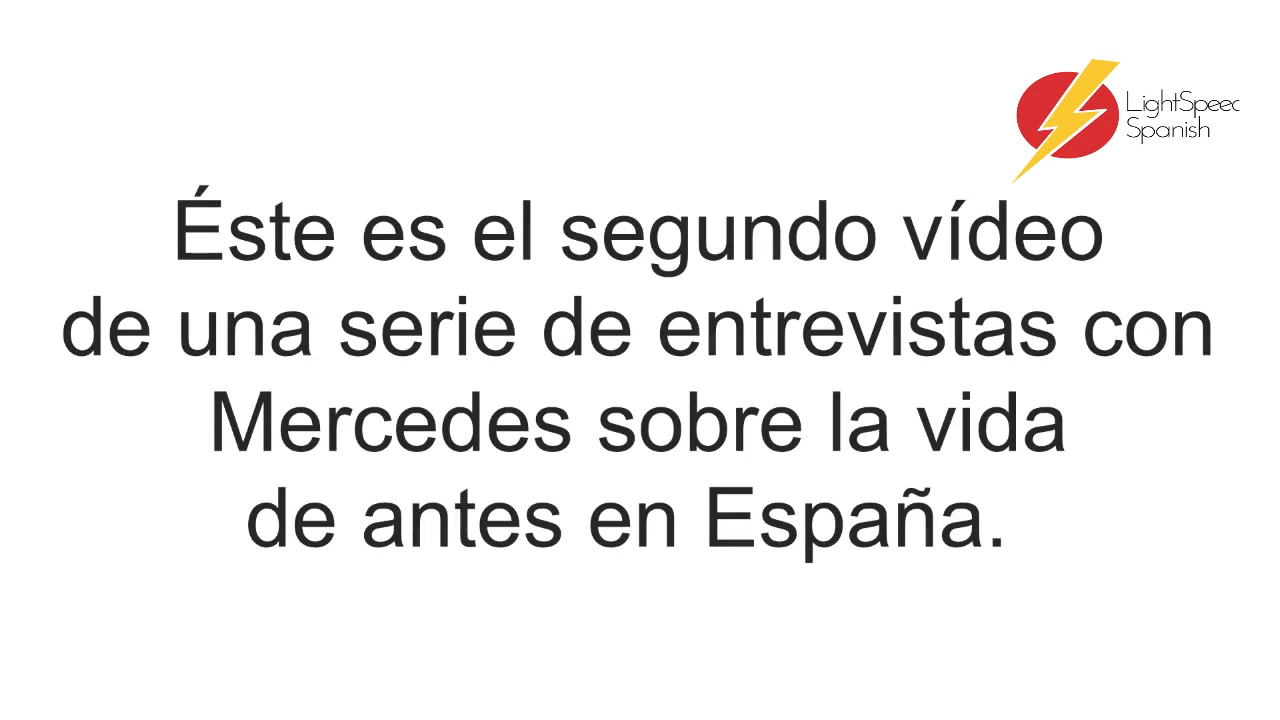 LightSpeed
Spanish
Éste es el segundo vídeo
de una serie de entrevistas con
Mercedes sobre la vida
de antes en España.